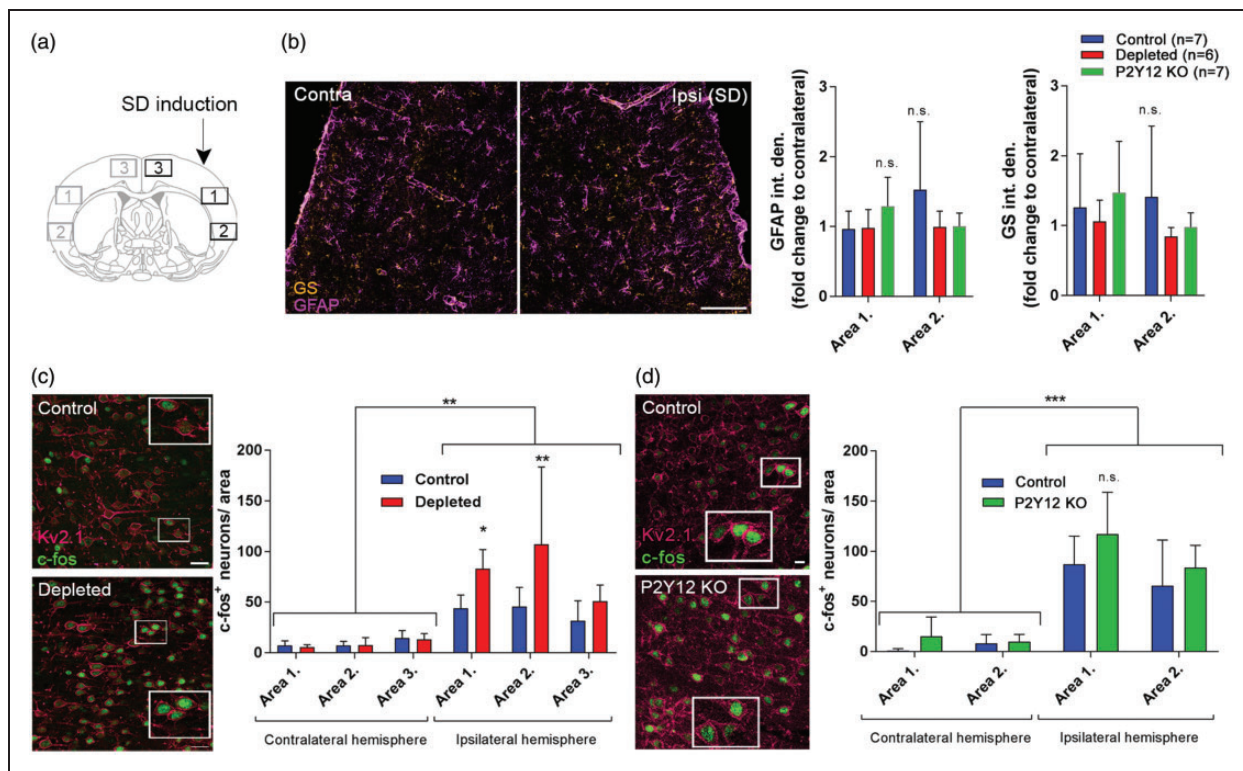 (a)
SD induction
3
3
1
1
2
2
(b)
Contra
Ipsi (SD)
GS
GFAP
GFAP int. den.
(fold change to contralateral)
3
2
1
0
n.s.
n.s.
Area 1.
Area 2.
Control (n=7)
Depleted (n=6)
P2Y12 KO (n=7)
GS int. den.
(fold change to contralateral)
3
2
1
0
n.s.
Area 1.
Area 2.
(c)
Control
Kv2.1
c-fos
Depleted
c-fos+ neurons/ area
200
150
100
50
0
**
Control
Depleted
*
**
Area 1.
Area 2.
Area 3.
Area 1.
Area 2.
Area 3.
Contralateral hemisphere
Ipsilateral hemisphere
(d)
Control
Kv2.1
c-fos
P2Y12 KO
c-fos+ neurons/ area
200
150
100
50
0
***
Control
P2Y12 KO
n.s.
Area 1.
Area 2.
Area 1.
Area 2.
Contralateral hemisphere
Ipsilateral hemisphere